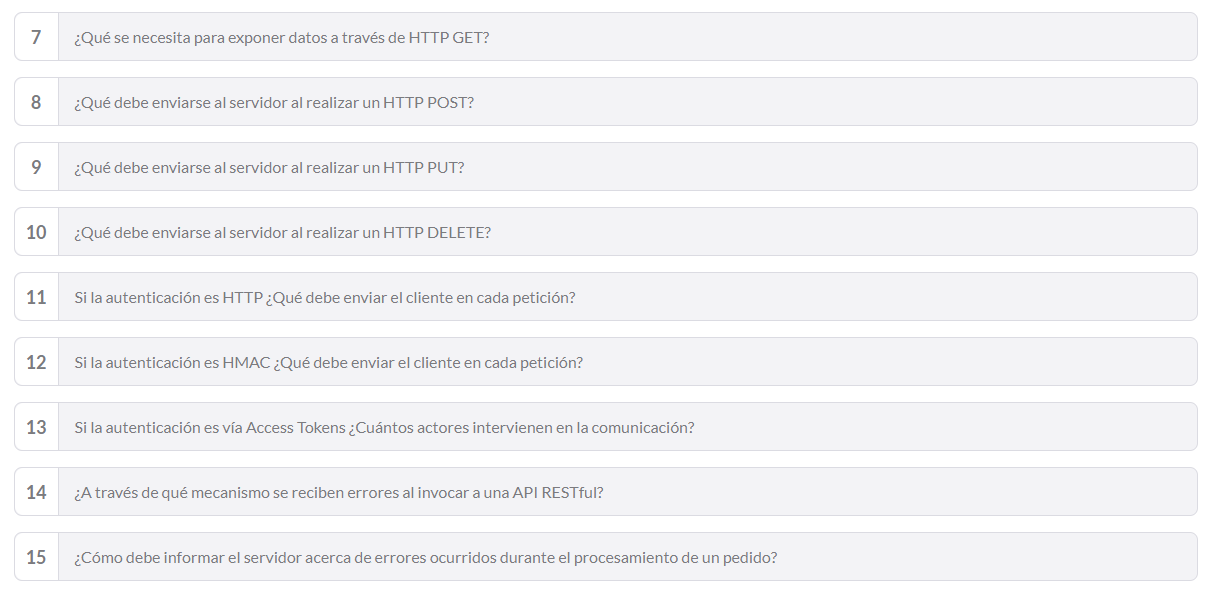 7 ¿Qué se necesita para exponer datos a través de HTTP GET?
8 ¿Qué debe enviarse al servidor al realizar un HTTP POST?
9 ¿Qué debe enviarse al servidor al realizar un HTTP PUT?
10 ¿Qué debe enviarse al servidor al realizar un HTTP DELETE?
11 Si la autenticación es HTTP ¿Qué debe enviar el cliente en cada petición?
12 Si la autenticación es HMAC ¿Qué debe enviar el cliente en cada petición?
13 Si la autenticación es vía Access Tokens ¿Cuántos actores intervienen en la comunicación?
14 ¿A través de qué mecanismo se reciben errores al invocar a una API RESTful?
15 ¿Cómo debe informar el servidor acerca de errores ocurridos durante el procesamiento de un pedido?